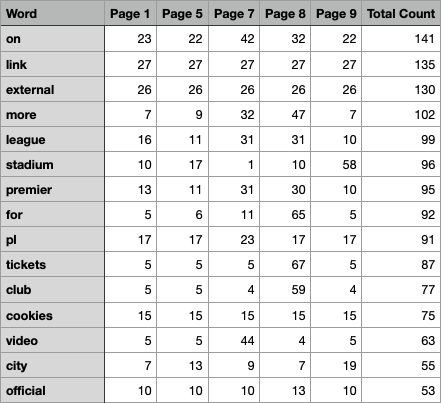 Word Page 1 Page 5 Page 7 Page 8 Page 9 Total Count
on 23 22 42 32 22 141
link 27 27 27 27 27 135
external 26 26 26 26 26 130
more 7 9 32 47 7 102
league 16 11 31 31 10 99
stadium 10 17 1 10 58 96
premier 13 11 31 30 10 95
for 5 6 11 65 5 92
pl 17 17 23 17 17 91
tickets 5 5 5 67 5 87
club 5 5 4 59 4 77
cookies 15 15 15 15 15 75
video 5 5 44 4 5 63
city 7 13 9 7 19 55
official 10 10 10 13 10 53